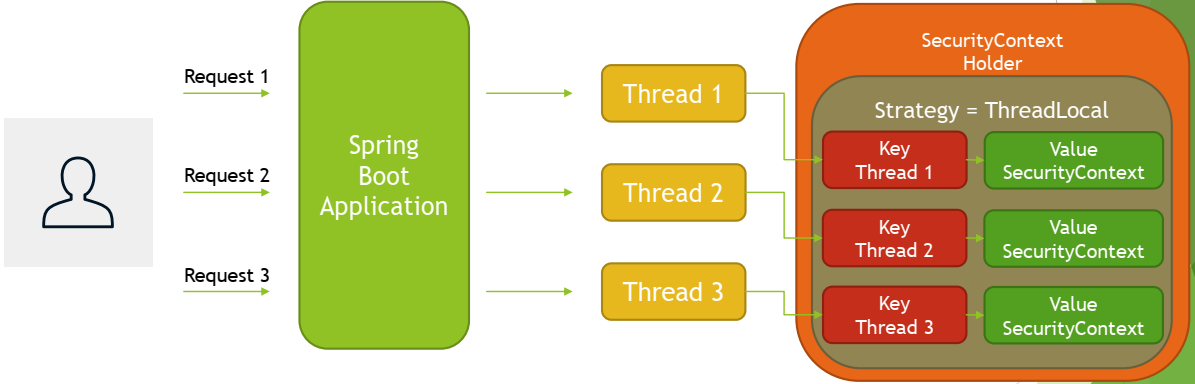 Request 1
Request 2
Request 3
Spring
Boot
Application
Thread 1
Thread 2
Thread 3
SecurityContext
Holder
Strategy = ThreadLocal
Key
Thread 1
Value
SecurityContext
Key
Thread 2
Value
SecurityContext
Key
Thread 3
Value
SecurityContext